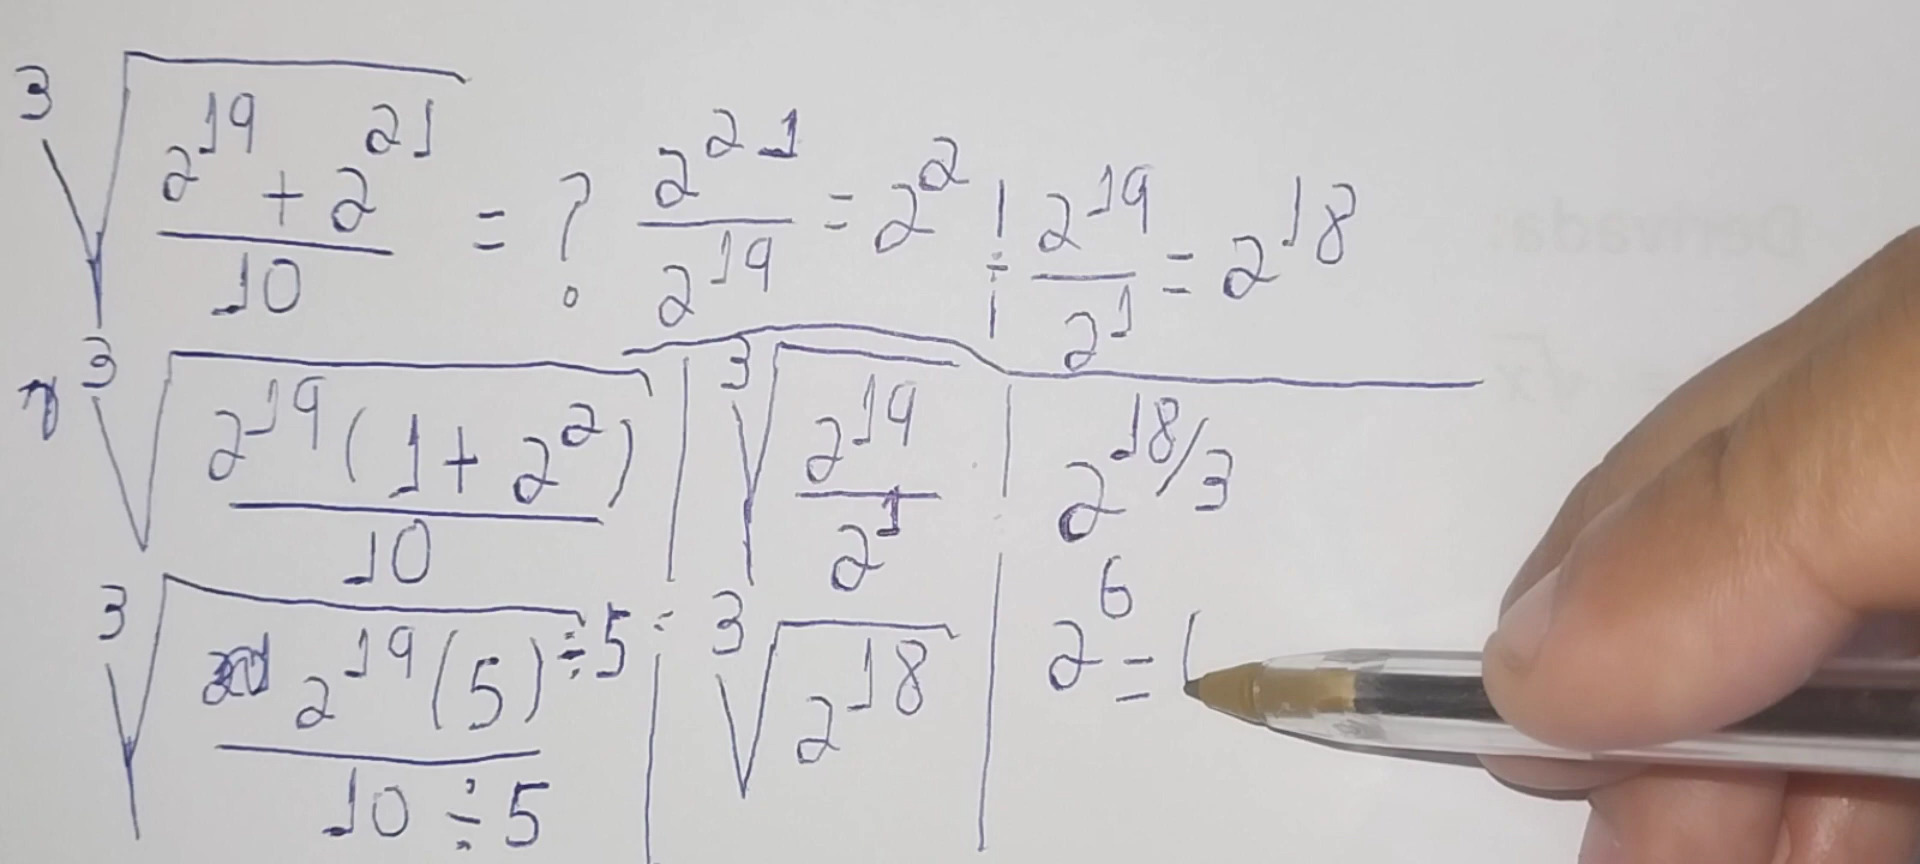 ∛((2^19 + 2^21)/10) = ?
2^21/2^19 = 2^2
2^19/2^1 = 2^18
∛((2^19(1+2^2))/10)
∛((2^19(5)÷5)/(10÷5))
∛(2^19/2^1)
∛(2^18)
2^18/3
2^6 =
Derivada:
√x